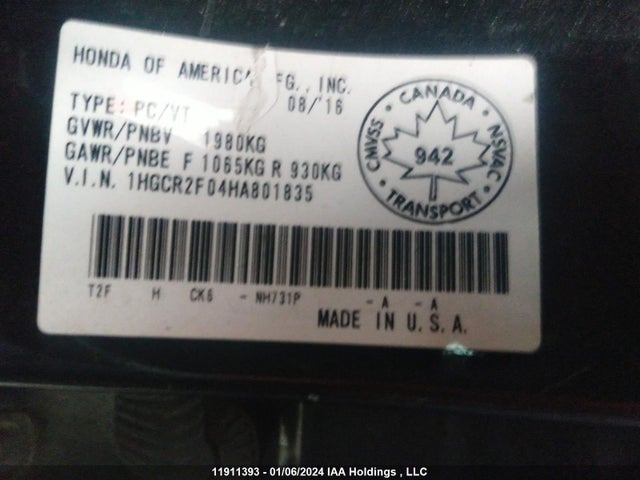 HONDA OF AMERICA FG., INC.
08/'16
TYPE: PC/VT
GVWR/PNBV 1980KG
GAWR/PNBE F 1065KG R 930KG
V.I.N. 1HGCR2F04HA801835
CANADA
CMVSS 942 NSVAC
TRANSPORT
T2F H CK6 - NH731P - A - A
MADE IN U.S.A.
11911393 - 01/06/2024 IAA Holdings , LLC